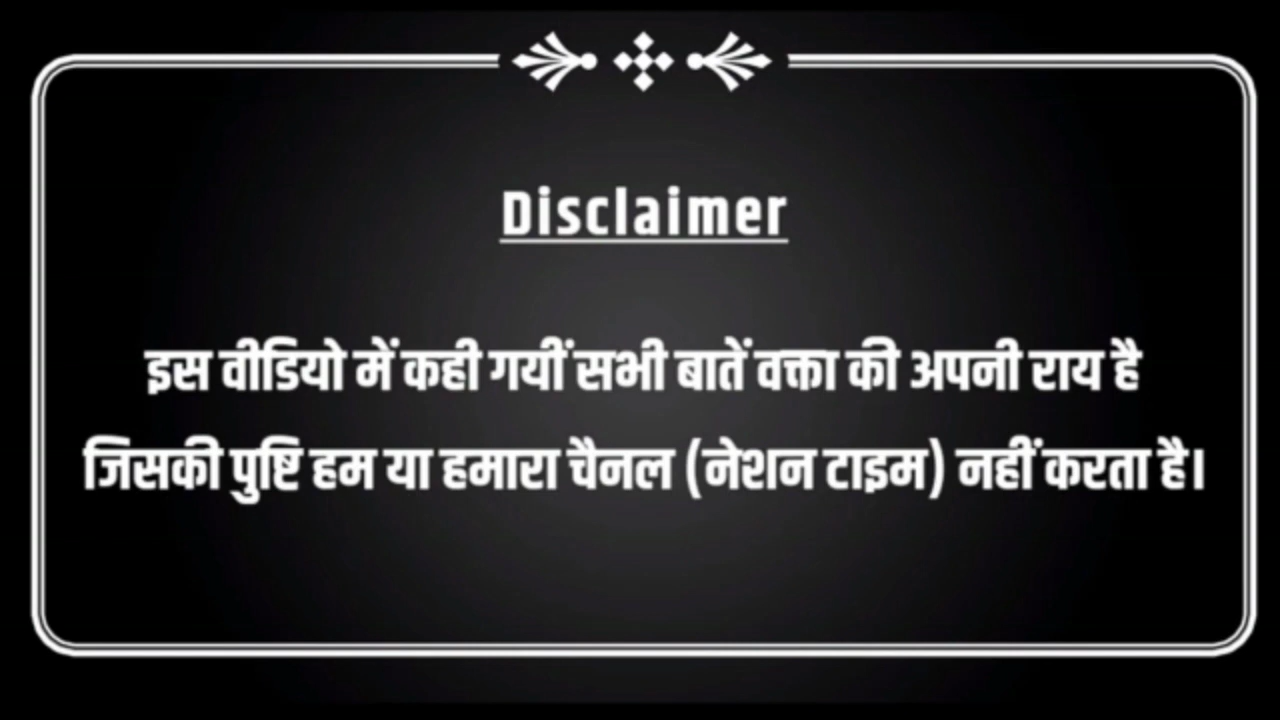 Disclaimer
इस वीडियो में कही गयीं सभी बातें वक्ता की अपनी राय है
जिसकी पुष्टि हम या हमारा चैनल (नेशन टाइम) नहीं करता है।